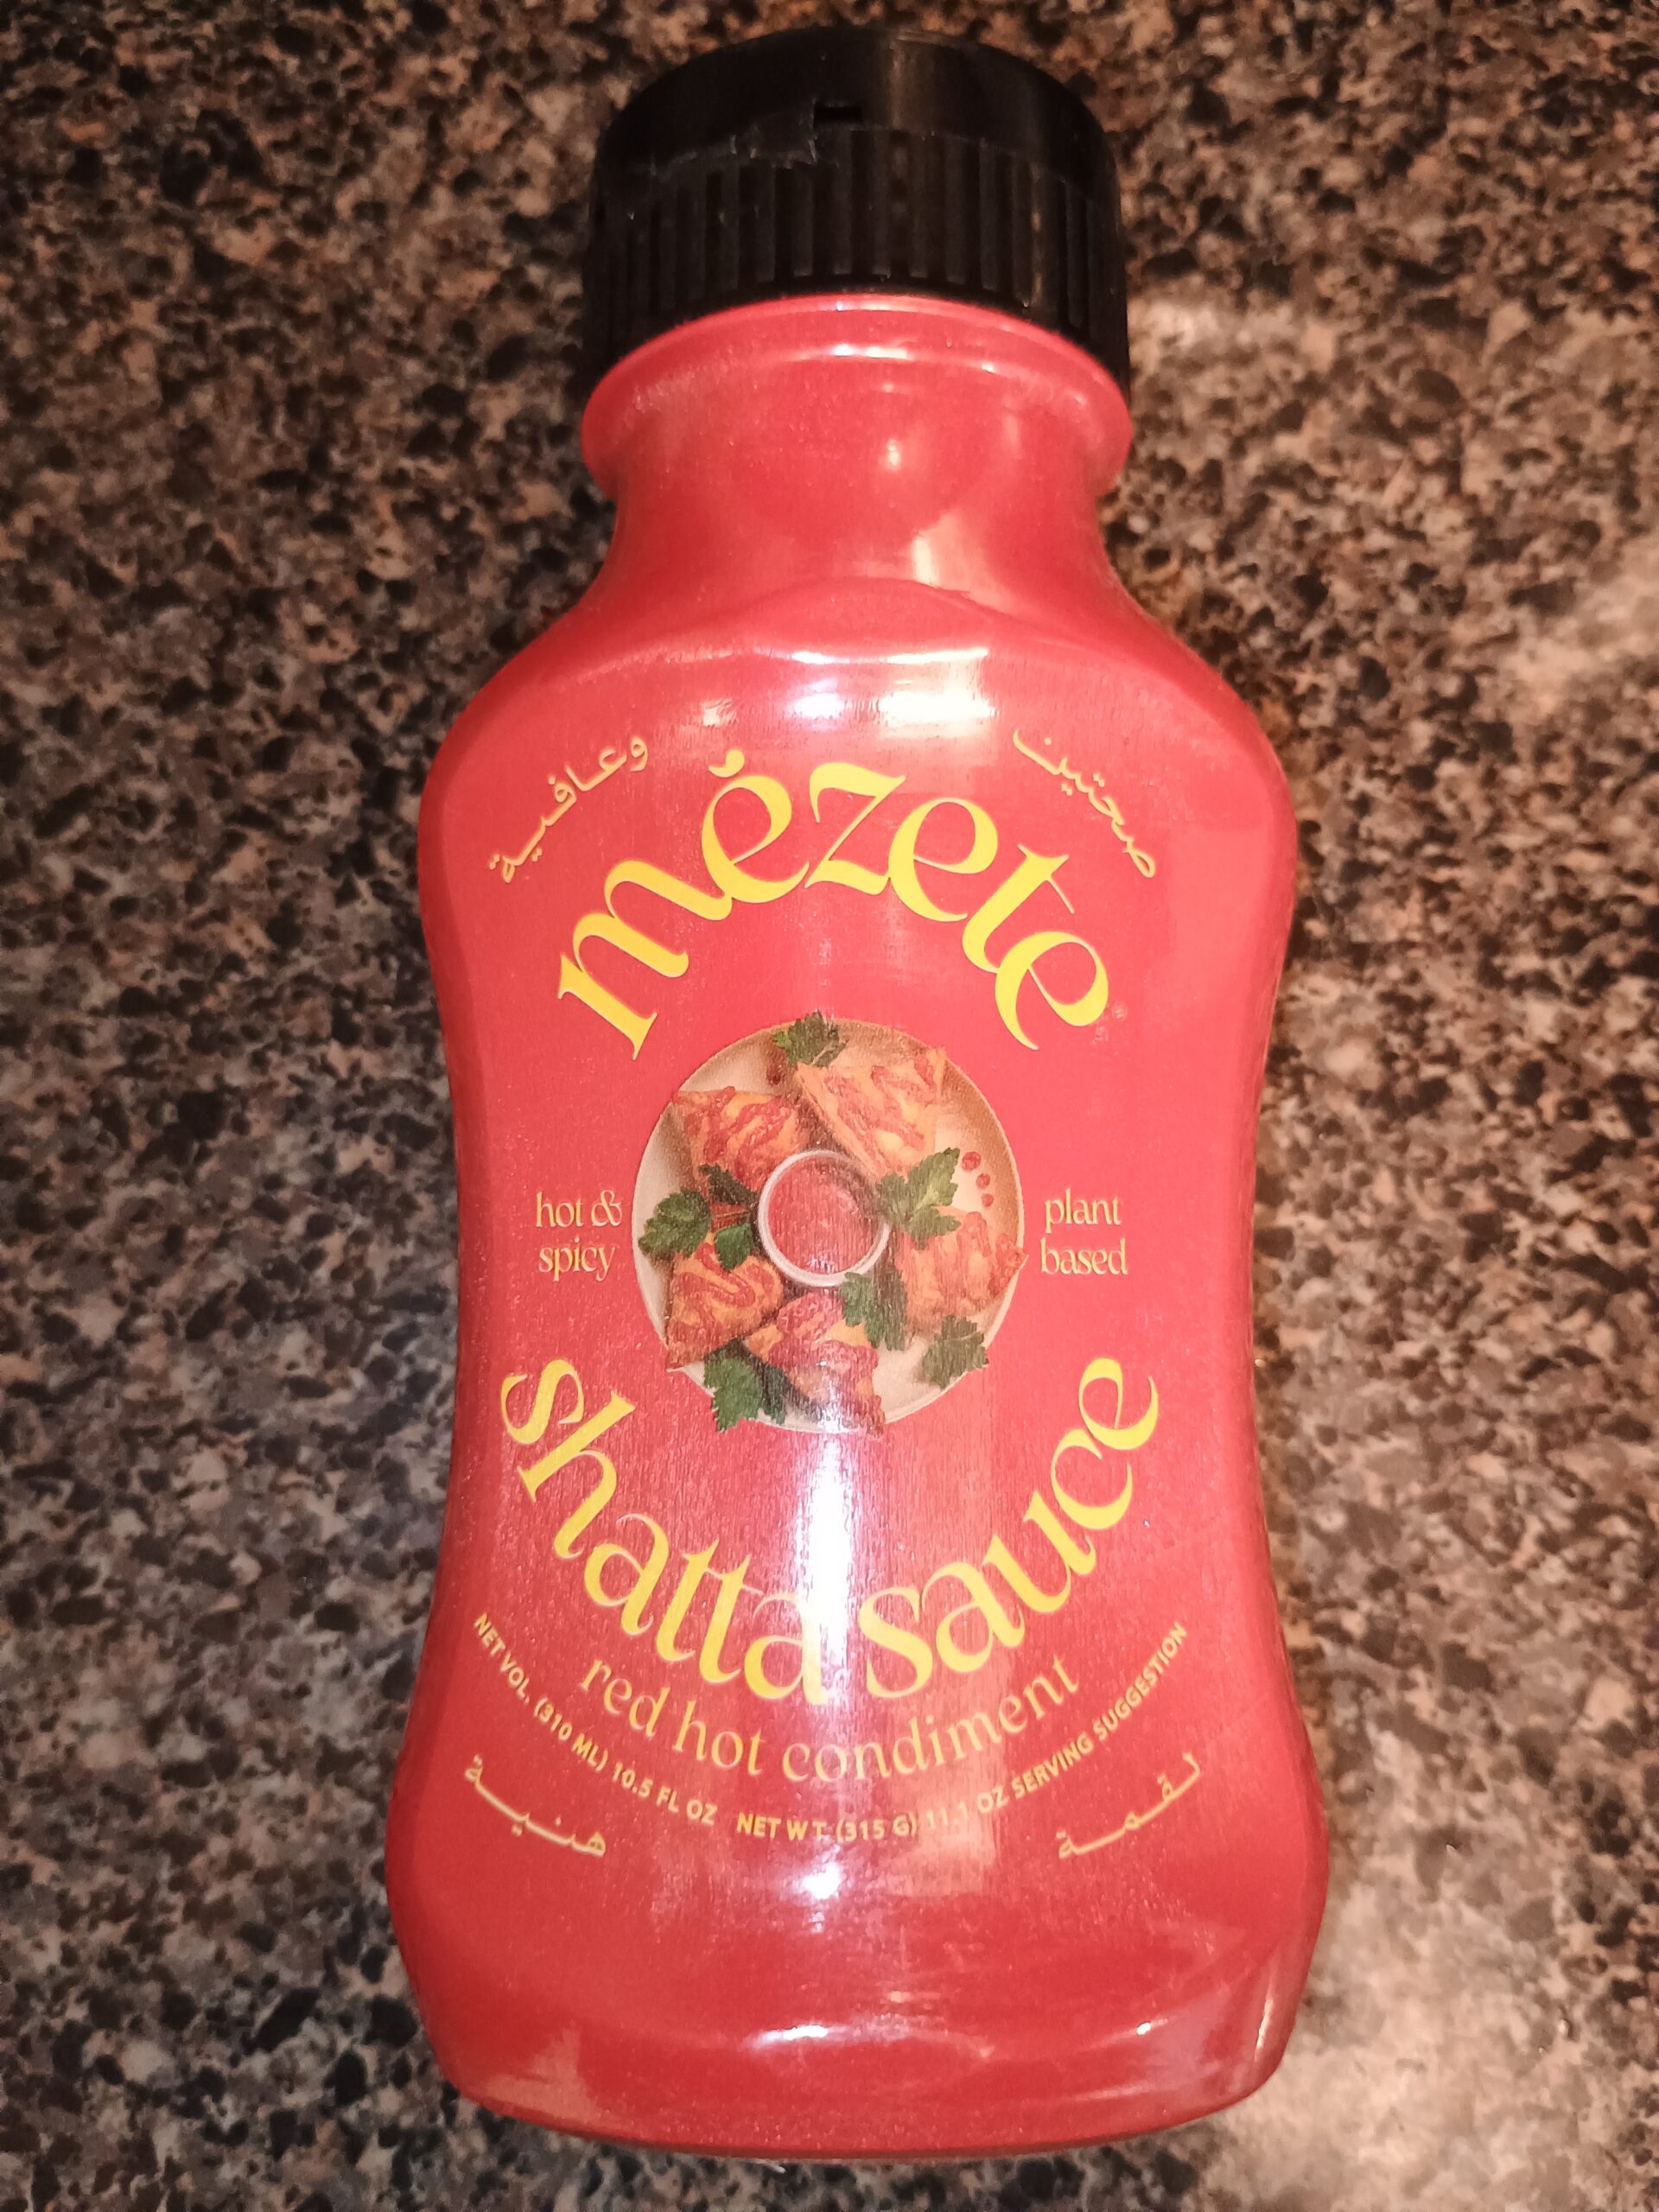 صحتين
وعافية
mézete
hot &
spicy
plant
based
shatta sauce
red hot condiment
NET VOL. (310 ML) 10.5 FL OZ NET WT (315 G) 11.1 OZ SERVING SUGGESTION
لقمة
هنية